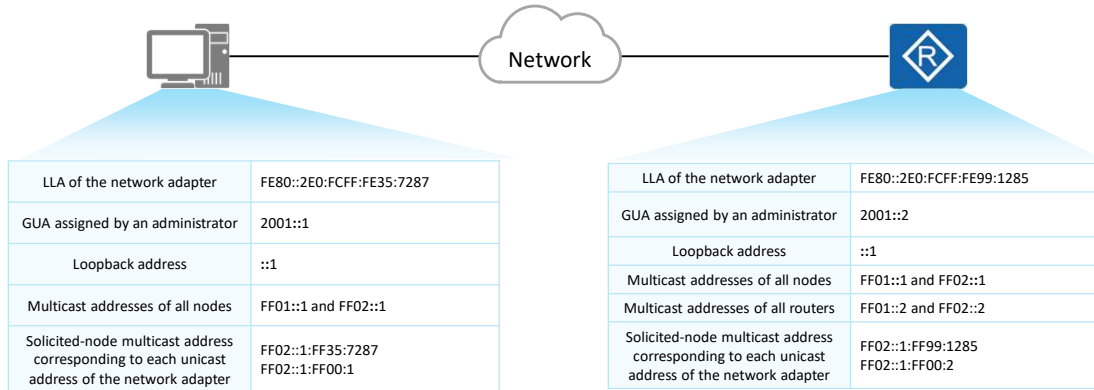 Network
R
LLA of the network adapter
FE80::2E0:FCFF:FE35:7287
GUA assigned by an administrator
2001::1
Loopback address
::1
Multicast addresses of all nodes
FF01::1 and FF02::1
Solicited-node multicast address
corresponding to each unicast
address of the network adapter
FF02::1:FF35:7287
FF02::1:FF00:1
LLA of the network adapter
FE80::2E0:FCFF:FE99:1285
GUA assigned by an administrator
2001::2
Loopback address
::1
Multicast addresses of all nodes
FF01::1 and FF02::1
Multicast addresses of all routers
FF01::2 and FF02::2
Solicited-node multicast address
corresponding to each unicast
address of the network adapter
FF02::1:FF99:1285
FF02::1:FF00:2